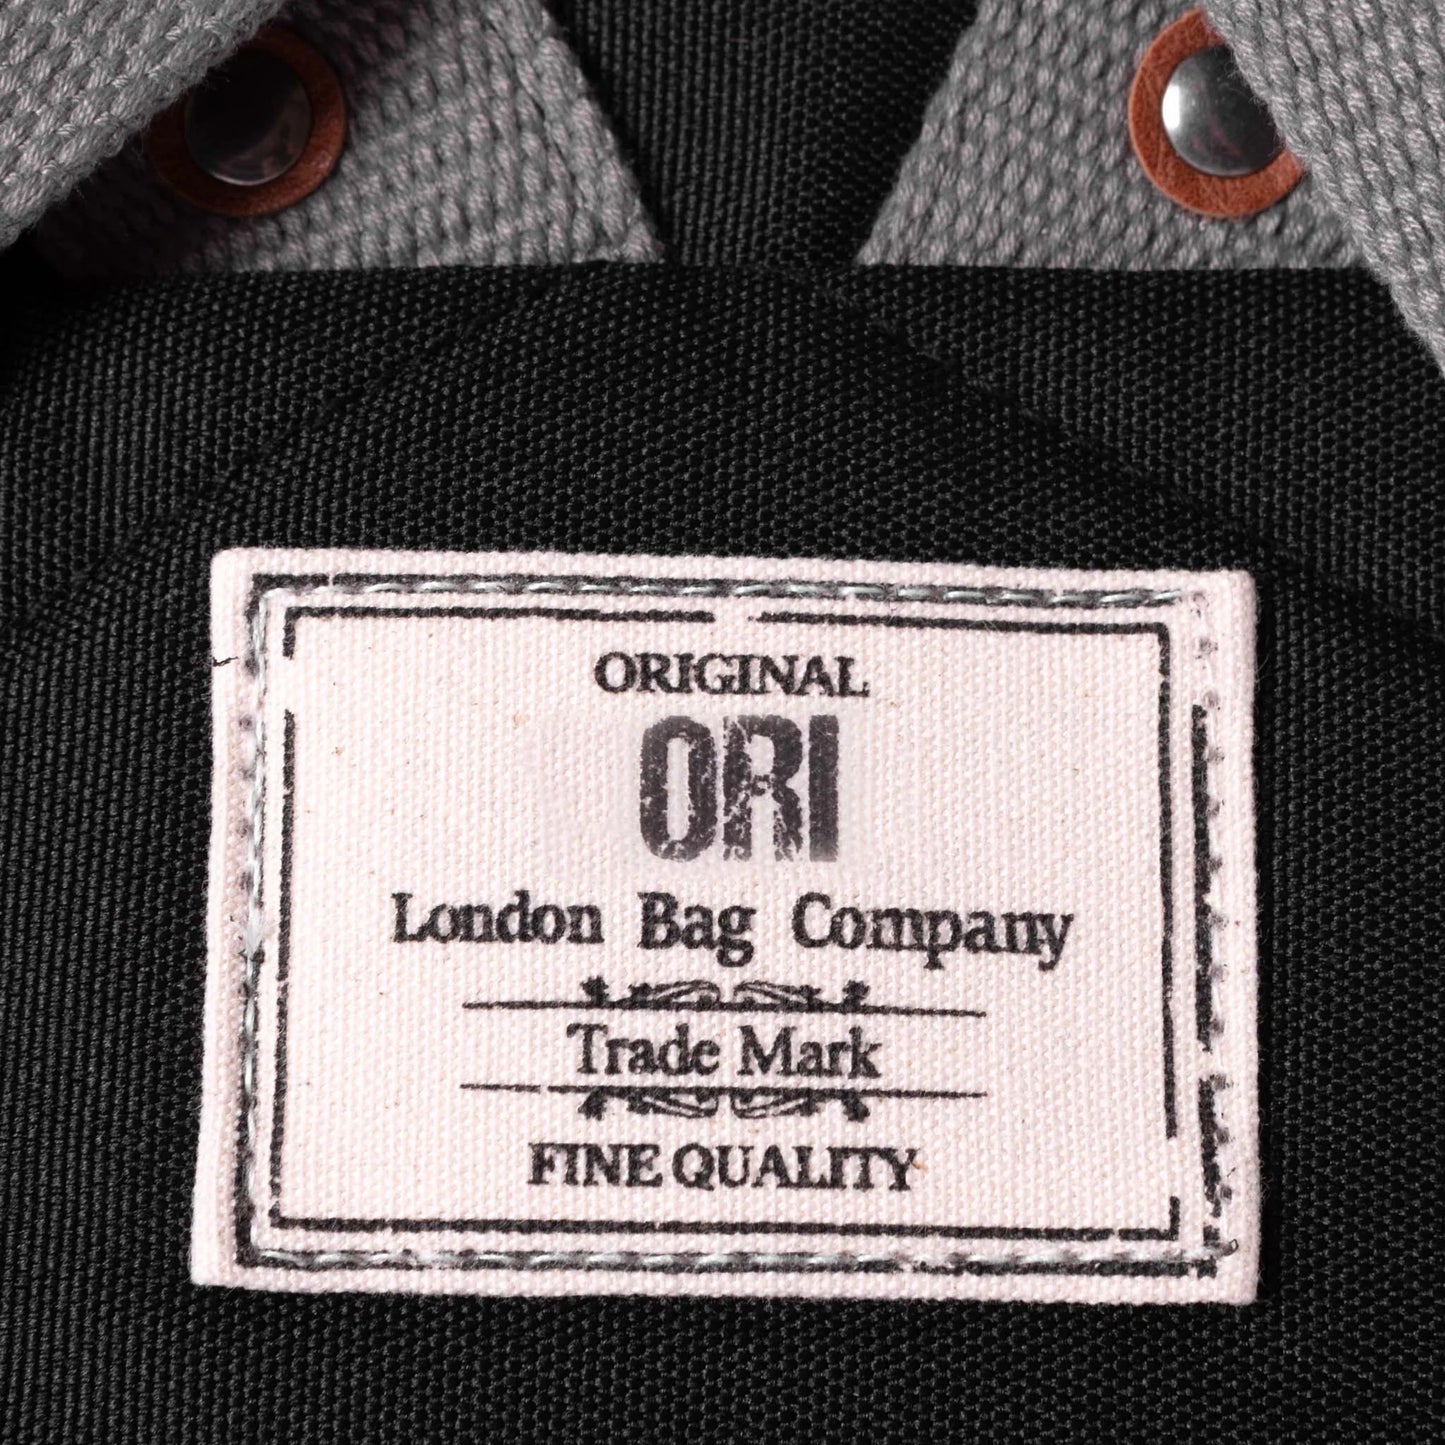 ORIGINAL
ORI
London Bag Company
Trade Mark
FINE QUALITY